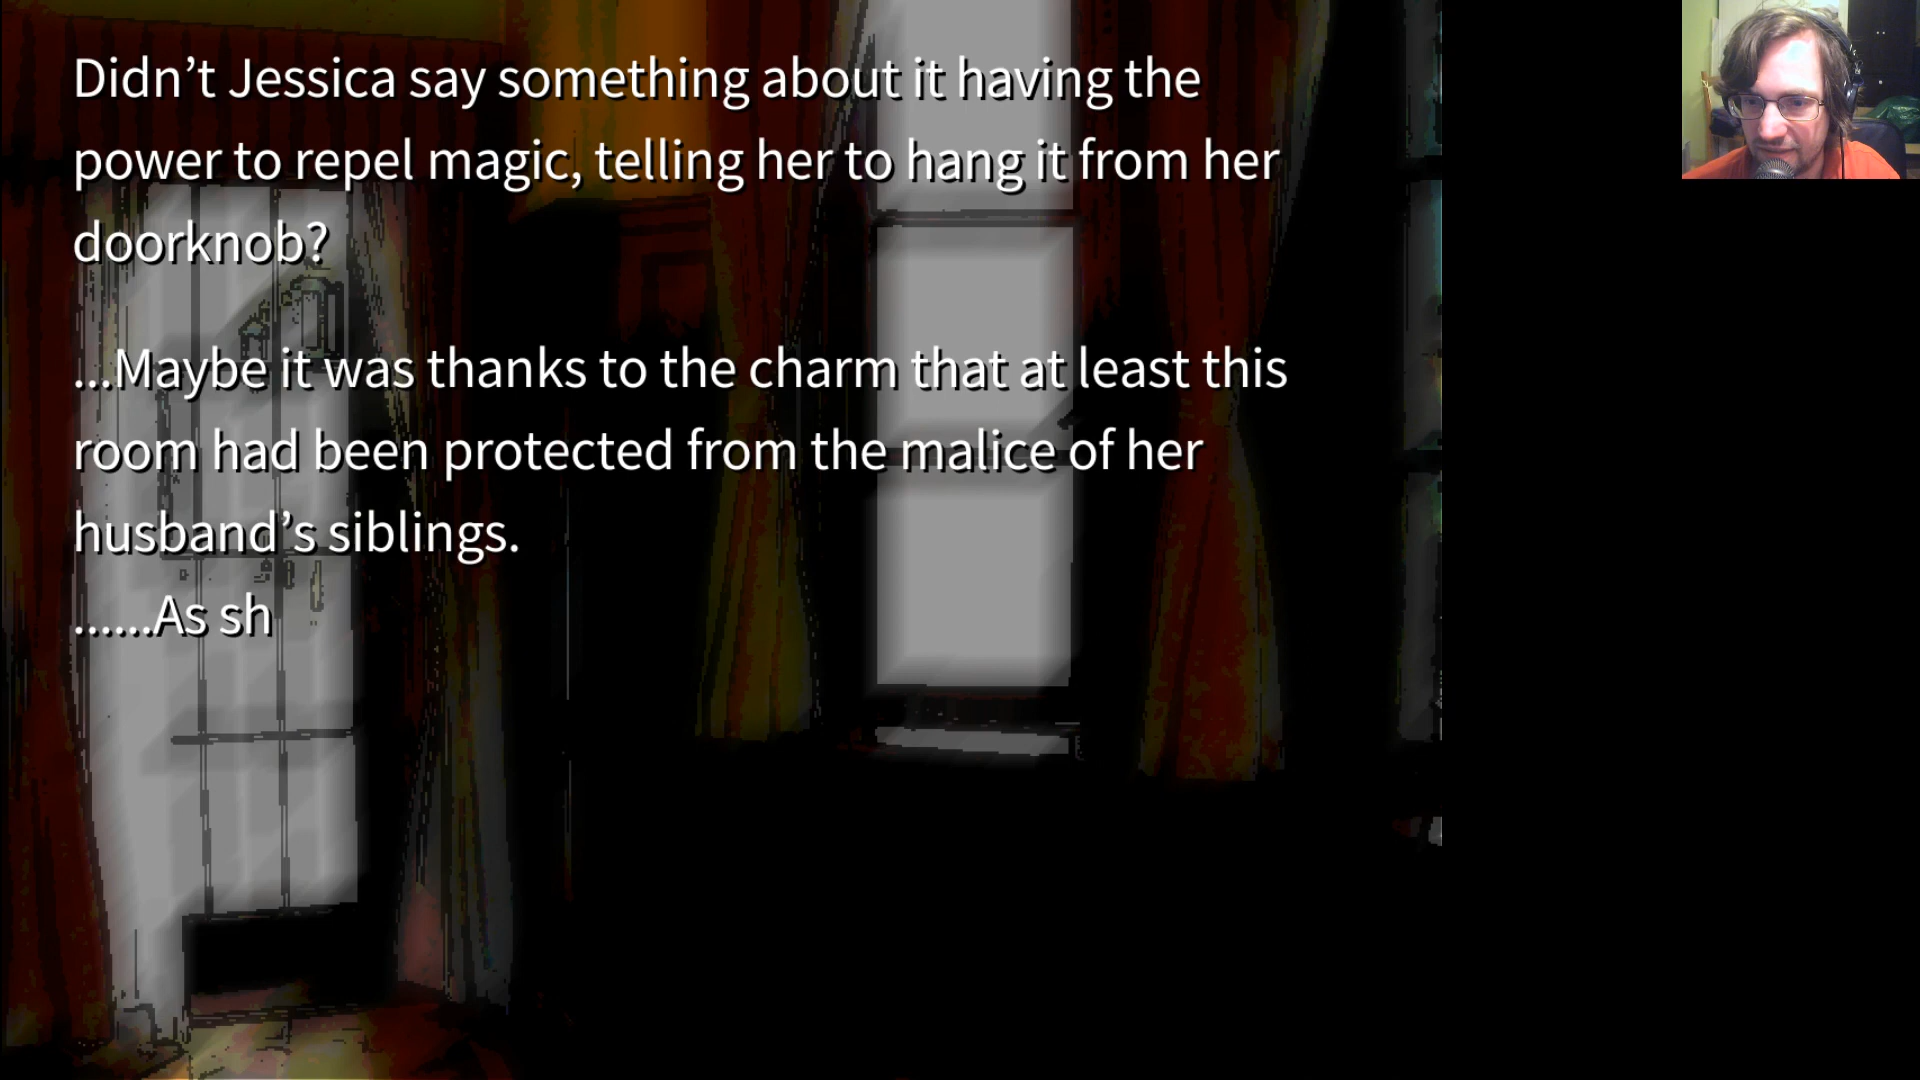 Didn’t Jessica say something about it having the
power to repel magic, telling her to hang it from her
doorknob?
...Maybe it was thanks to the charm that at least this
room had been protected from the malice of her
husband’s siblings.
......As sh